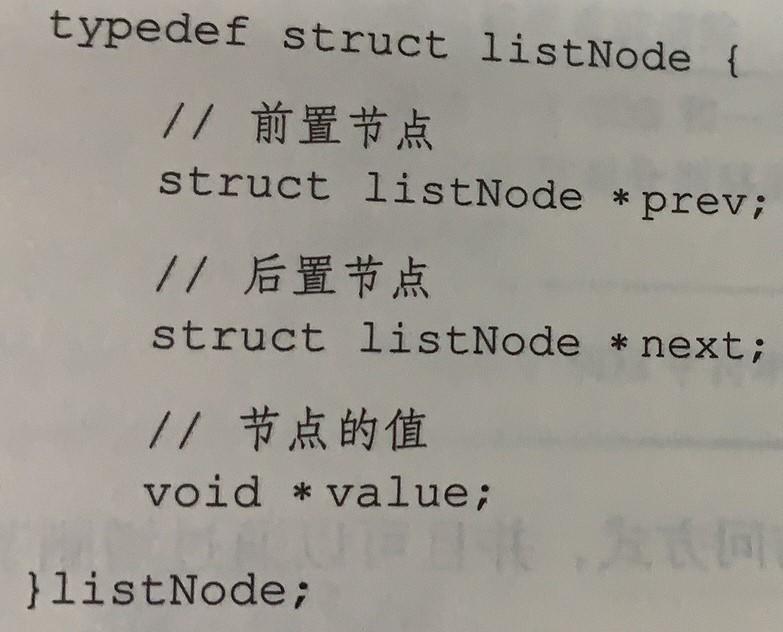 typedef struct listNode {
// 前置节点
struct listNode *prev;
// 后置节点
struct listNode *next;
// 节点的值
void *value;
}listNode;